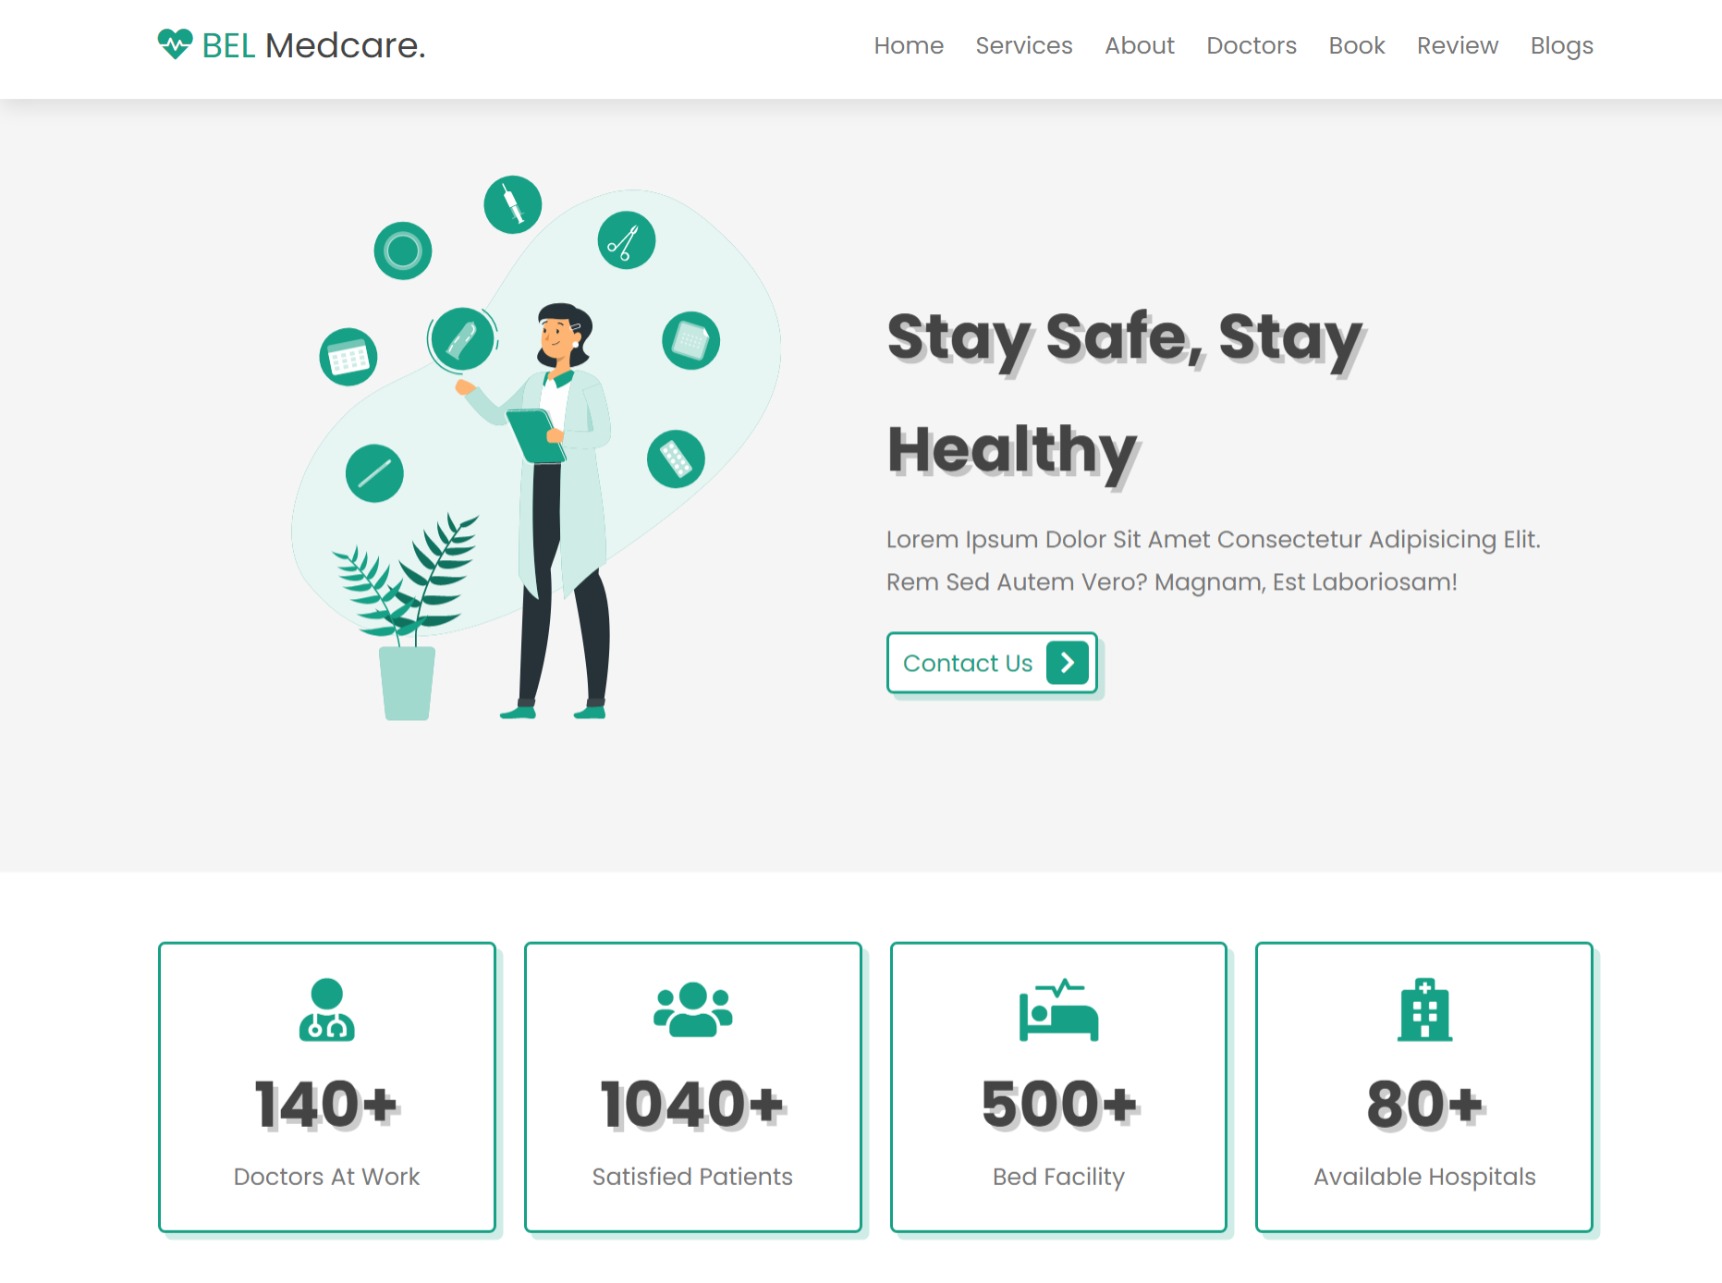 BEL Medcare.
Home Services About Doctors Book Review Blogs
Stay Safe, Stay
Healthy
Lorem Ipsum Dolor Sit Amet Consectetur Adipisicing Elit.
Rem Sed Autem Vero? Magnam, Est Laboriosam!
Contact Us
140+
Doctors At Work
1040+
Satisfied Patients
500+
Bed Facility
80+
Available Hospitals